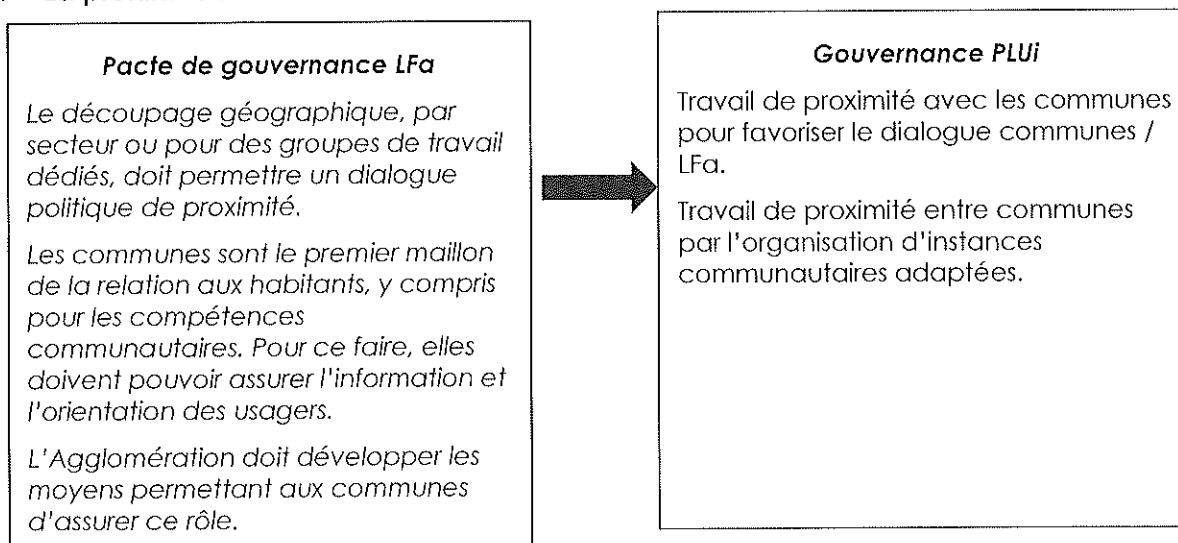 Pacte de gouvernance LFa
Le découpage géographique, par
secteur ou pour des groupes de travail
dédiés, doit permettre un dialogue
politique de proximité.
Les communes sont le premier maillon
de la relation aux habitants, y compris
pour les compétences
communautaires. Pour ce faire, elles
doivent pouvoir assurer l'information et
l'orientation des usagers.
L'Agglomération doit développer les
moyens permettant aux communes
d'assurer ce rôle.
Gouvernance PLUi
Travail de proximité avec les communes
pour favoriser le dialogue communes /
LFa.
Travail de proximité entre communes
par l'organisation d'instances
communautaires adaptées.